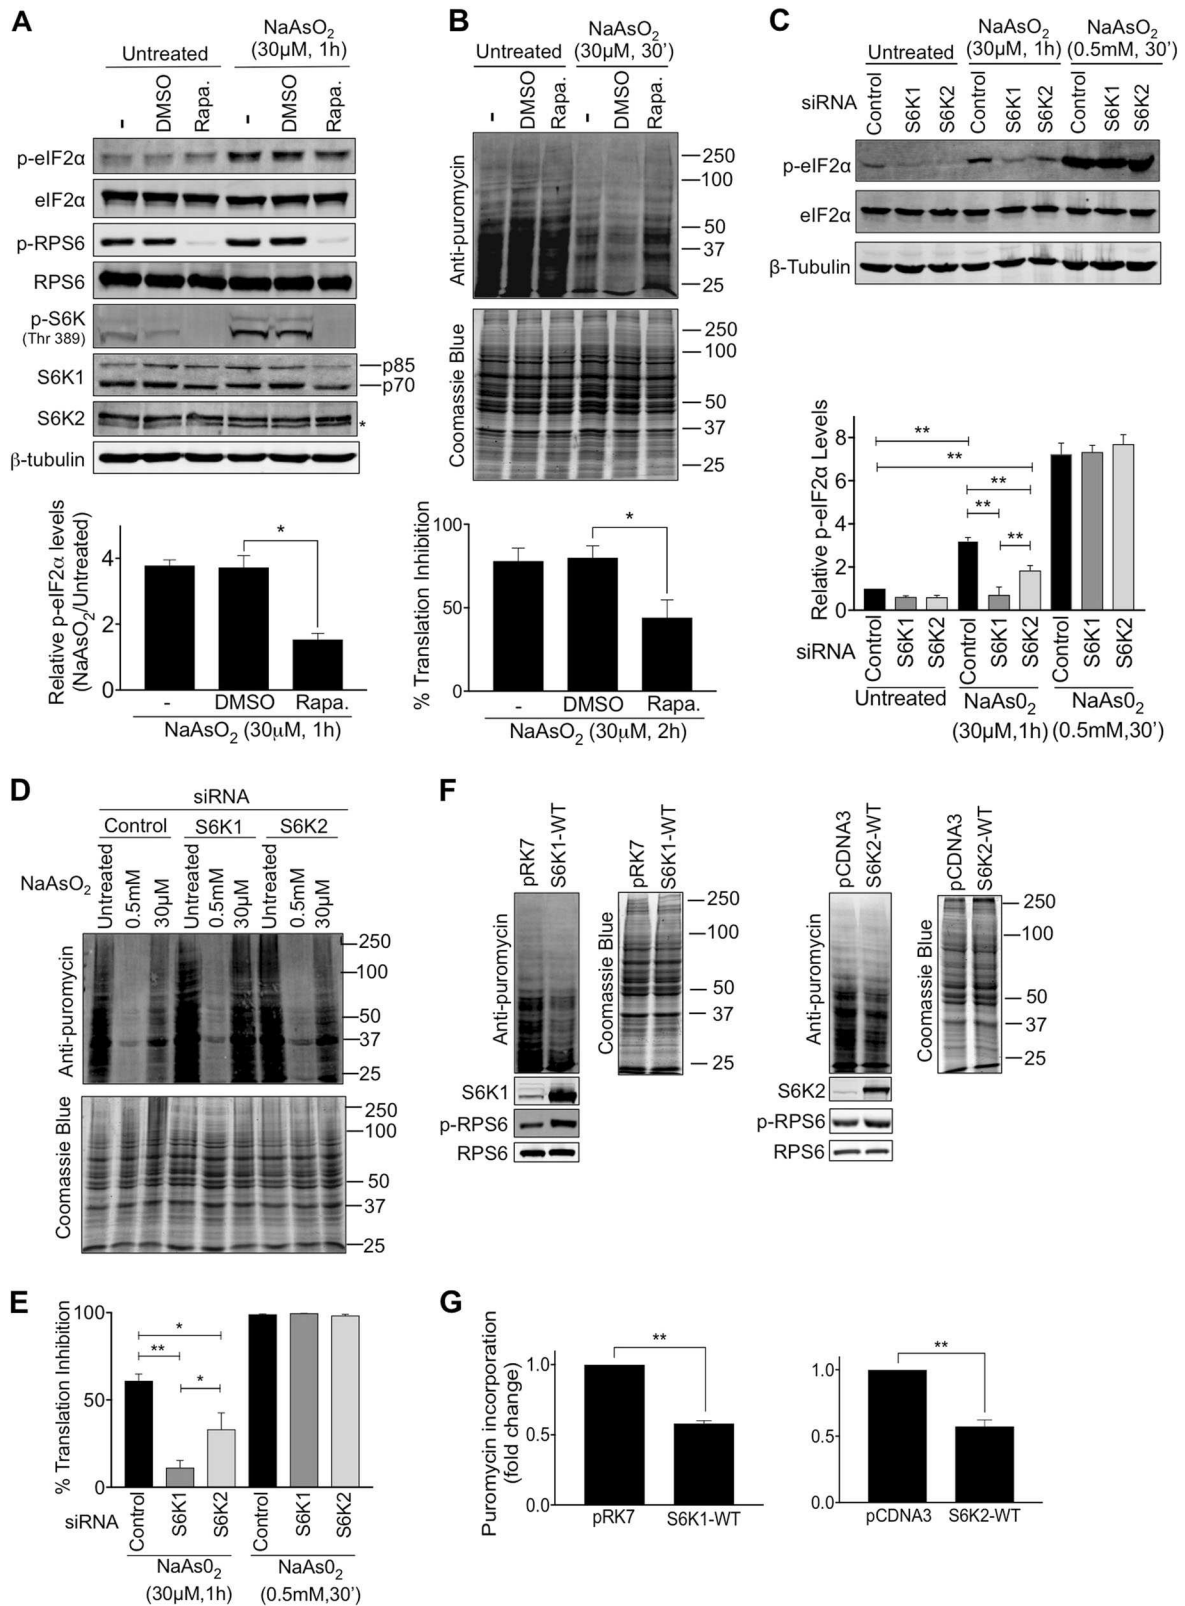 A
Untreated
NaAsO2
(30µM, 1h)
-
DMSO
Rapa.
-
DMSO
Rapa.
p-eIF2α
eIF2α
p-RPS6
RPS6
p-S6K
(Thr 389)
S6K1
p85
p70
S6K2
*
β-tubulin
Relative p-eIF2α levels
(NaAsO2/Untreated)
4
2
0
*
-
DMSO
Rapa.
NaAsO2 (30µM, 1h)
B
Untreated
NaAsO2
(30µM, 30’)
-
DMSO
Rapa.
-
DMSO
Rapa.
Anti-puromycin
250
100
50
37
25
Coomassie Blue
250
100
50
37
25
% Translation Inhibition
100
50
0
*
-
DMSO
Rapa.
NaAsO2 (30µM, 2h)
C
Untreated
NaAsO2
(30µM, 1h)
NaAsO2
(0.5mM, 30’)
siRNA
Control
S6K1
S6K2
Control
S6K1
S6K2
Control
S6K1
S6K2
p-eIF2α
eIF2α
β-Tubulin
Relative p-eIF2α Levels
8
6
4
2
0
**
**
**
**
**
siRNA
Control
S6K1
S6K2
Control
S6K1
S6K2
Control
S6K1
S6K2
Untreated
NaAs02
(30µM,1h)
NaAs02
(0.5mM,30’)
D
siRNA
Control
S6K1
S6K2
NaAsO2
Untreated
0.5mM
30µM
Untreated
0.5mM
30µM
Untreated
0.5mM
30µM
Anti-puromycin
250
100
50
37
25
Coomassie Blue
250
100
50
37
25
E
% Translation Inhibition
100
50
0
*
**
*
siRNA
Control
S6K1
S6K2
Control
S6K1
S6K2
NaAs02
(30µM,1h)
NaAs02
(0.5mM,30’)
F
pRK7
S6K1-WT
pRK7
S6K1-WT
Anti-puromycin
Coomassie Blue
250
100
50
37
25
S6K1
p-RPS6
RPS6
pCDNA3
S6K2-WT
pCDNA3
S6K2-WT
Anti-puromycin
Coomassie Blue
250
100
50
37
25
S6K2
p-RPS6
RPS6
G
Puromycin incorporation
(fold change)
1.0
0.5
0.0
**
pRK7
S6K1-WT
1.0
0.5
0.0
**
pCDNA3
S6K2-WT